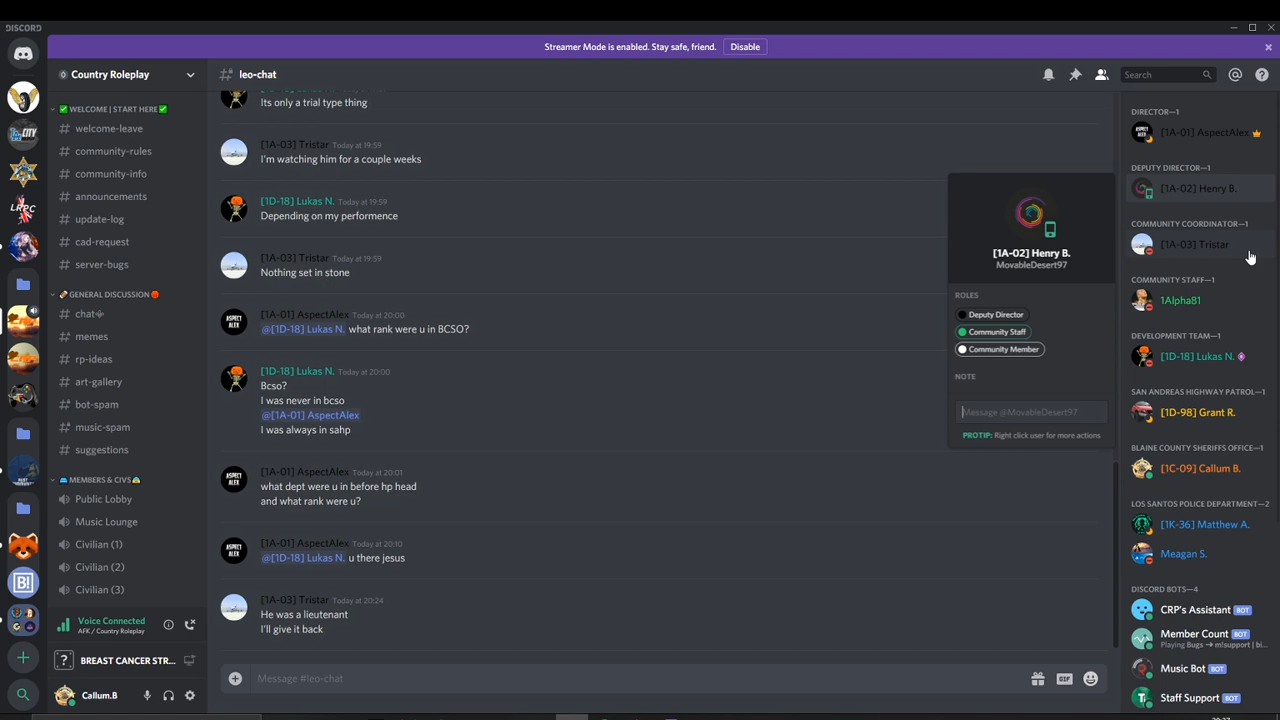 DISCORD
Streamer Mode is enabled. Stay safe, friend.
Disable
Country Roleplay
leo-chat
Search
✅ WELCOME | START HERE ✅
welcome-leave
community-rules
community-info
announcements
update-log
cad-request
server-bugs
GENERAL DISCUSSION
chat
memes
rp-ideas
art-gallery
bot-spam
music-spam
suggestions
MEMBERS & CIVS
Public Lobby
Music Lounge
Civilian (1)
Civilian (2)
Civilian (3)
Voice Connected
AFK / Country Roleplay
BREAST CANCER STR...
Callum.B
Its only a trial type thing
[1A-03] Tristar Today at 19:59
I'm watching him for a couple weeks
[1D-18] Lukas N. Today at 19:59
Depending on my performence
[1A-03] Tristar Today at 19:59
Nothing set in stone
[1A-01] AspectAlex Today at 20:00
@[1D-18] Lukas N. what rank were u in BCSO?
[1D-18] Lukas N. Today at 20:00
Bcso?
I was never in bcso
@[1A-01] AspectAlex
I was always in sahp
[1A-01] AspectAlex Today at 20:01
what dept were u in before hp head
and what rank were u?
[1A-01] AspectAlex Today at 20:10
@[1D-18] Lukas N. u there jesus
[1A-03] Tristar Today at 20:24
He was a lieutenant
I'll give it back
Message #leo-chat
GIF
[1A-02] Henry B.
MovableDesert97
ROLES
Deputy Director
Community Staff
Community Member
NOTE
Message @MovableDesert97
PROTIP: Right click user for more actions
DIRECTOR—1
[1A-01] AspectAlex
DEPUTY DIRECTOR—1
[1A-02] Henry B.
COMMUNITY COORDINATOR—1
[1A-03] Tristar
COMMUNITY STAFF—1
1Alpha81
DEVELOPMENT TEAM—1
[1D-18] Lukas N.
SAN ANDREAS HIGHWAY PATROL—1
[1D-98] Grant R.
BLAINE COUNTY SHERIFFS OFFICE—1
[1C-09] Callum B.
LOS SANTOS POLICE DEPARTMENT—2
[1K-36] Matthew A.
Meagan S.
DISCORD BOTS—4
CRP's Assistant BOT
Member Count BOT
Playing Bugs ➔ m!support | bi...
Music Bot BOT
Staff Support BOT